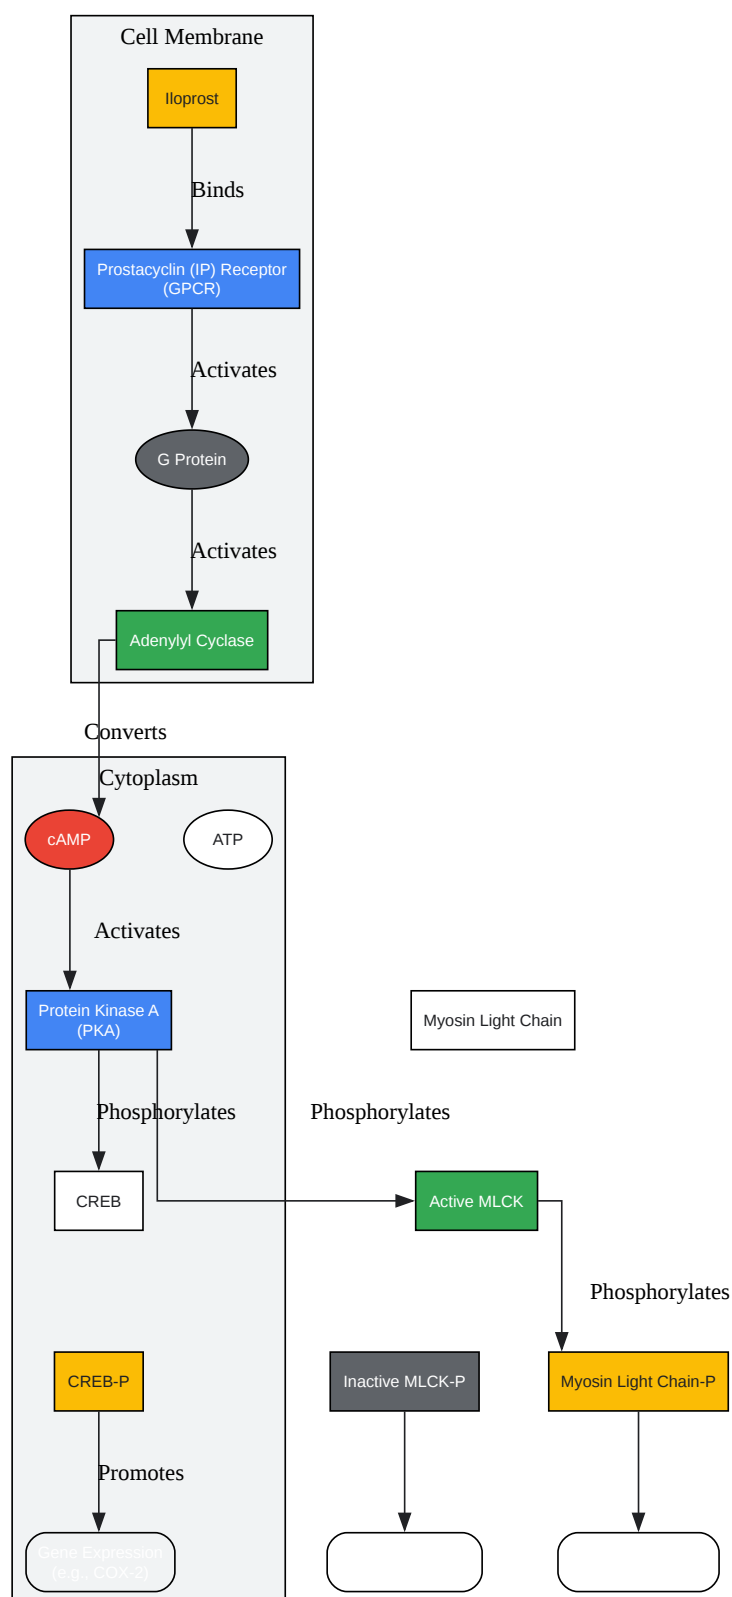 Cell Membrane
Iloprost
Binds
Prostacyclin (IP) Receptor
(GPCR)
Activates
G Protein
Activates
Adenylyl Cyclase
Converts
Cytoplasm
cAMP
ATP
Activates
Protein Kinase A
(PKA)
Myosin Light Chain
Phosphorylates
Phosphorylates
CREB
Active MLCK
Phosphorylates
CREB-P
Inactive MLCK-P
Myosin Light Chain-P
Promotes
Gene Expression
(e.g., COX-2)